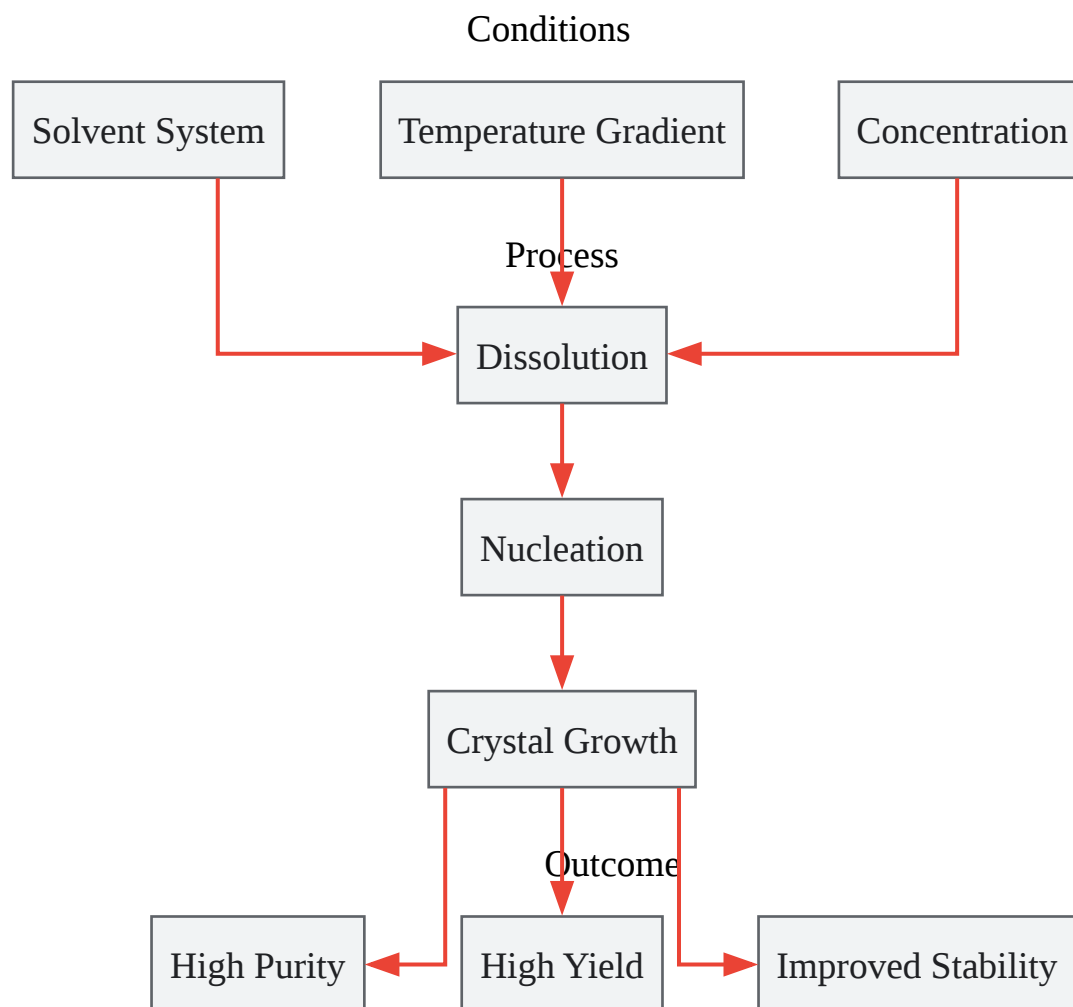 Conditions
Solvent System
Temperature Gradient
Concentration
Process
Dissolution
Nucleation
Crystal Growth
Outcome
High Purity
High Yield
Improved Stability